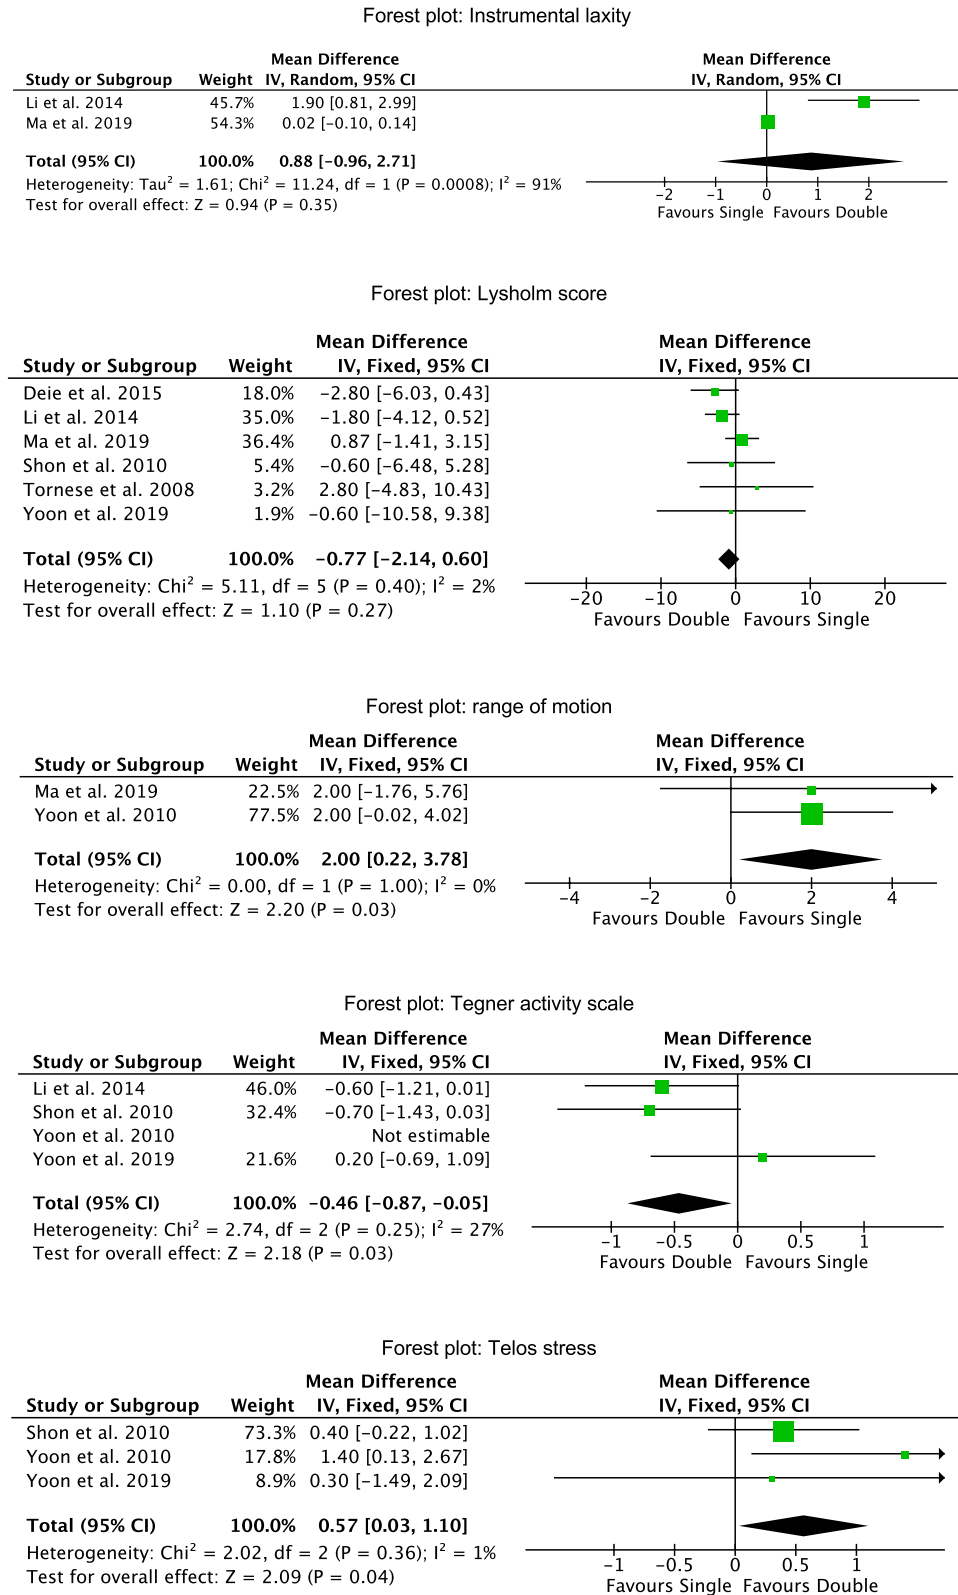 Forest plot: Instrumental laxity
Mean Difference Mean Difference
Study or Subgroup Weight IV, Random, 95% CI IV, Random, 95% CI
Li et al. 2014 45.7% 1.90 [0.81, 2.99]
Ma et al. 2019 54.3% 0.02 [−0.10, 0.14]
Total (95% CI) 100.0% 0.88 [−0.96, 2.71]
Heterogeneity: Tau² = 1.61; Chi² = 11.24, df = 1 (P = 0.0008); I² = 91%
Test for overall effect: Z = 0.94 (P = 0.35)
−2 −1 0 1 2
Favours Single Favours Double
Forest plot: Lysholm score
Mean Difference Mean Difference
Study or Subgroup Weight IV, Fixed, 95% CI IV, Fixed, 95% CI
Deie et al. 2015 18.0% −2.80 [−6.03, 0.43]
Li et al. 2014 35.0% −1.80 [−4.12, 0.52]
Ma et al. 2019 36.4% 0.87 [−1.41, 3.15]
Shon et al. 2010 5.4% −0.60 [−6.48, 5.28]
Tornese et al. 2008 3.2% 2.80 [−4.83, 10.43]
Yoon et al. 2019 1.9% −0.60 [−10.58, 9.38]
Total (95% CI) 100.0% −0.77 [−2.14, 0.60]
Heterogeneity: Chi² = 5.11, df = 5 (P = 0.40); I² = 2%
Test for overall effect: Z = 1.10 (P = 0.27)
−20 −10 0 10 20
Favours Double Favours Single
Forest plot: range of motion
Mean Difference Mean Difference
Study or Subgroup Weight IV, Fixed, 95% CI IV, Fixed, 95% CI
Ma et al. 2019 22.5% 2.00 [−1.76, 5.76]
Yoon et al. 2010 77.5% 2.00 [−0.02, 4.02]
Total (95% CI) 100.0% 2.00 [0.22, 3.78]
Heterogeneity: Chi² = 0.00, df = 1 (P = 1.00); I² = 0%
Test for overall effect: Z = 2.20 (P = 0.03)
−4 −2 0 2 4
Favours Double Favours Single
Forest plot: Tegner activity scale
Mean Difference Mean Difference
Study or Subgroup Weight IV, Fixed, 95% CI IV, Fixed, 95% CI
Li et al. 2014 46.0% −0.60 [−1.21, 0.01]
Shon et al. 2010 32.4% −0.70 [−1.43, 0.03]
Yoon et al. 2010 Not estimable
Yoon et al. 2019 21.6% 0.20 [−0.69, 1.09]
Total (95% CI) 100.0% −0.46 [−0.87, −0.05]
Heterogeneity: Chi² = 2.74, df = 2 (P = 0.25); I² = 27%
Test for overall effect: Z = 2.18 (P = 0.03)
−1 −0.5 0 0.5 1
Favours Double Favours Single
Forest plot: Telos stress
Mean Difference Mean Difference
Study or Subgroup Weight IV, Fixed, 95% CI IV, Fixed, 95% CI
Shon et al. 2010 73.3% 0.40 [−0.22, 1.02]
Yoon et al. 2010 17.8% 1.40 [0.13, 2.67]
Yoon et al. 2019 8.9% 0.30 [−1.49, 2.09]
Total (95% CI) 100.0% 0.57 [0.03, 1.10]
Heterogeneity: Chi² = 2.02, df = 2 (P = 0.36); I² = 1%
Test for overall effect: Z = 2.09 (P = 0.04)
−1 −0.5 0 0.5 1
Favours Single Favours Double